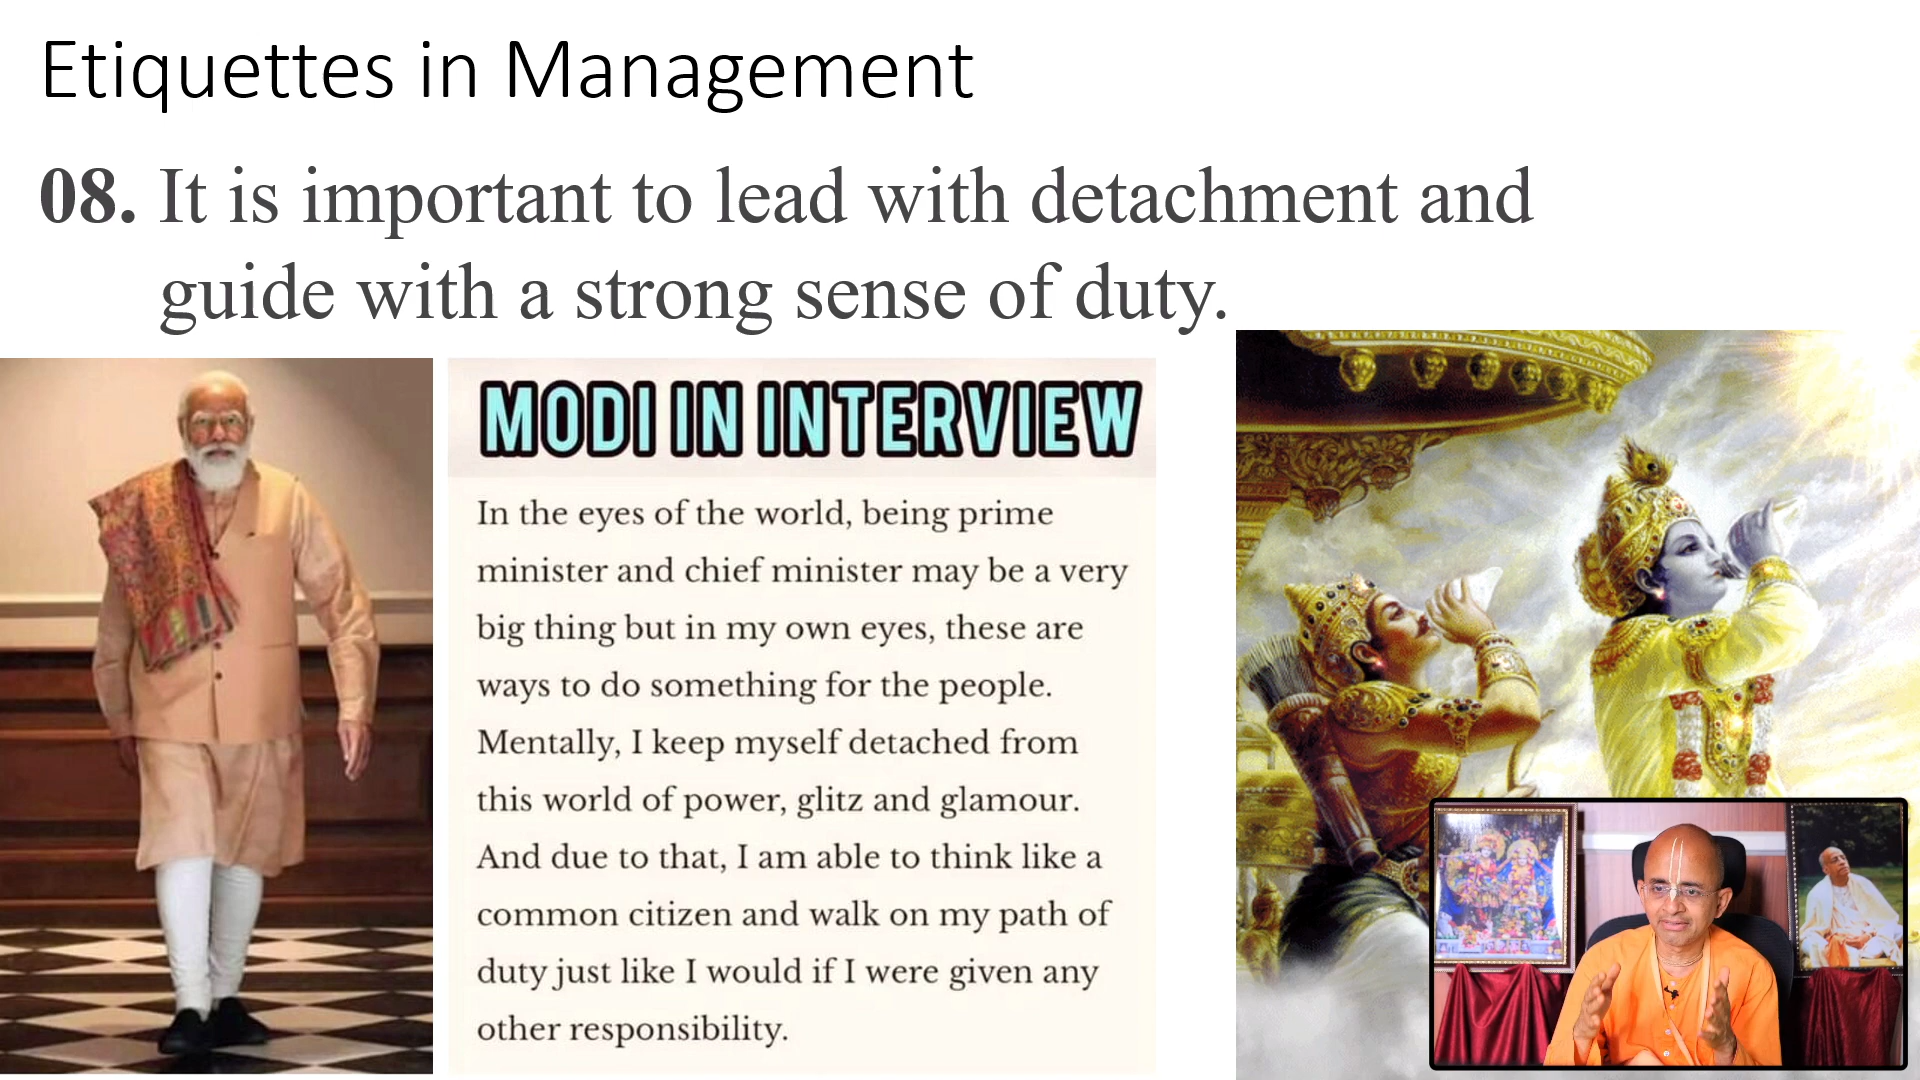 Etiquettes in Management
08. It is important to lead with detachment and
guide with a strong sense of duty.
MODI IN INTERVIEW
In the eyes of the world, being prime
minister and chief minister may be a very
big thing but in my own eyes, these are
ways to do something for the people.
Mentally, I keep myself detached from
this world of power, glitz and glamour.
And due to that, I am able to think like a
common citizen and walk on my path of
duty just like I would if I were given any
other responsibility.